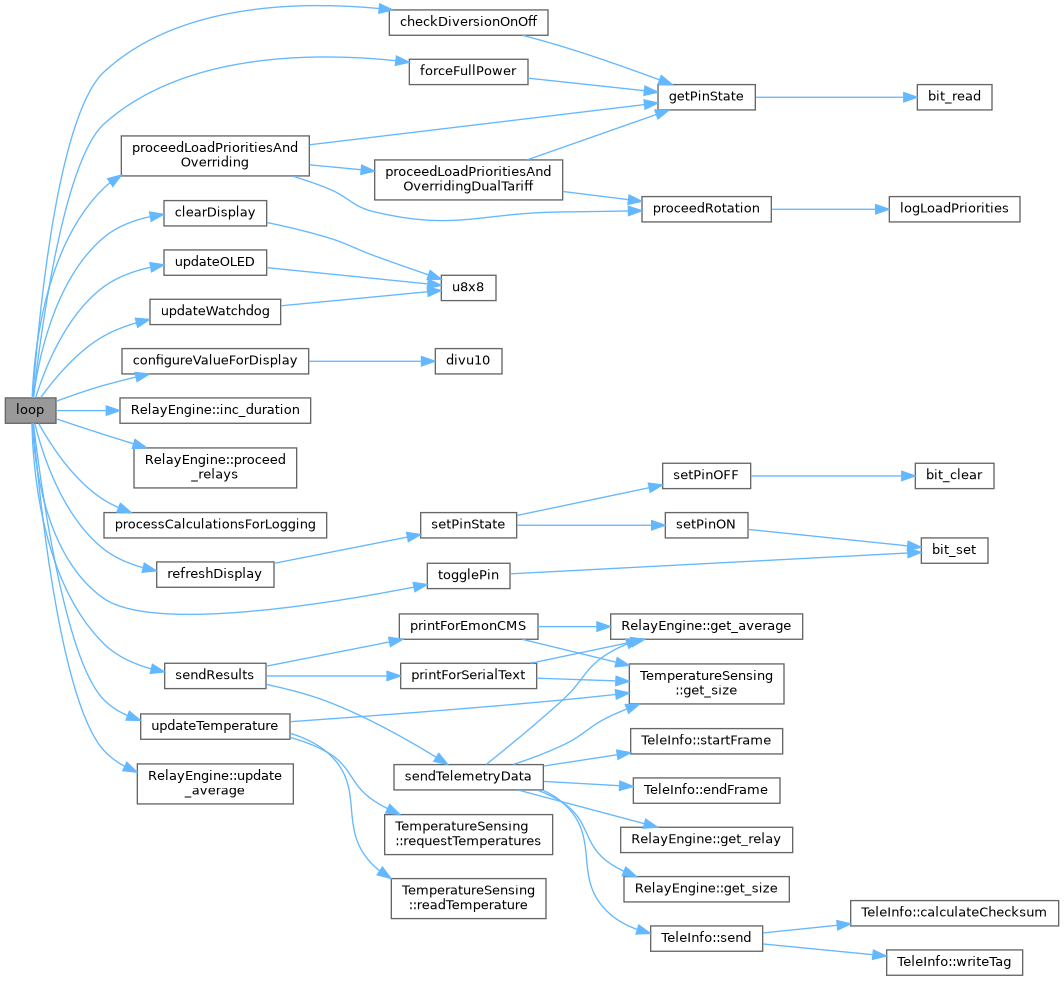 checkDiversionOnOff
forceFullPower
getPinState
bit_read
proceedLoadPrioritiesAnd
Overriding
proceedLoadPrioritiesAnd
OverridingDualTariff
proceedRotation
logLoadPriorities
clearDisplay
updateOLED
u8x8
updateWatchdog
configureValueForDisplay
divu10
loop
RelayEngine::inc_duration
RelayEngine::proceed
_relays
setPinOFF
bit_clear
processCalculationsForLogging
setPinState
setPinON
bit_set
refreshDisplay
togglePin
printForEmonCMS
RelayEngine::get_average
sendResults
printForSerialText
TemperatureSensing
::get_size
updateTemperature
TeleInfo::startFrame
RelayEngine::update
_average
sendTelemetryData
TeleInfo::endFrame
TemperatureSensing
::requestTemperatures
RelayEngine::get_relay
TemperatureSensing
::readTemperature
RelayEngine::get_size
TeleInfo::send
TeleInfo::calculateChecksum
TeleInfo::writeTag